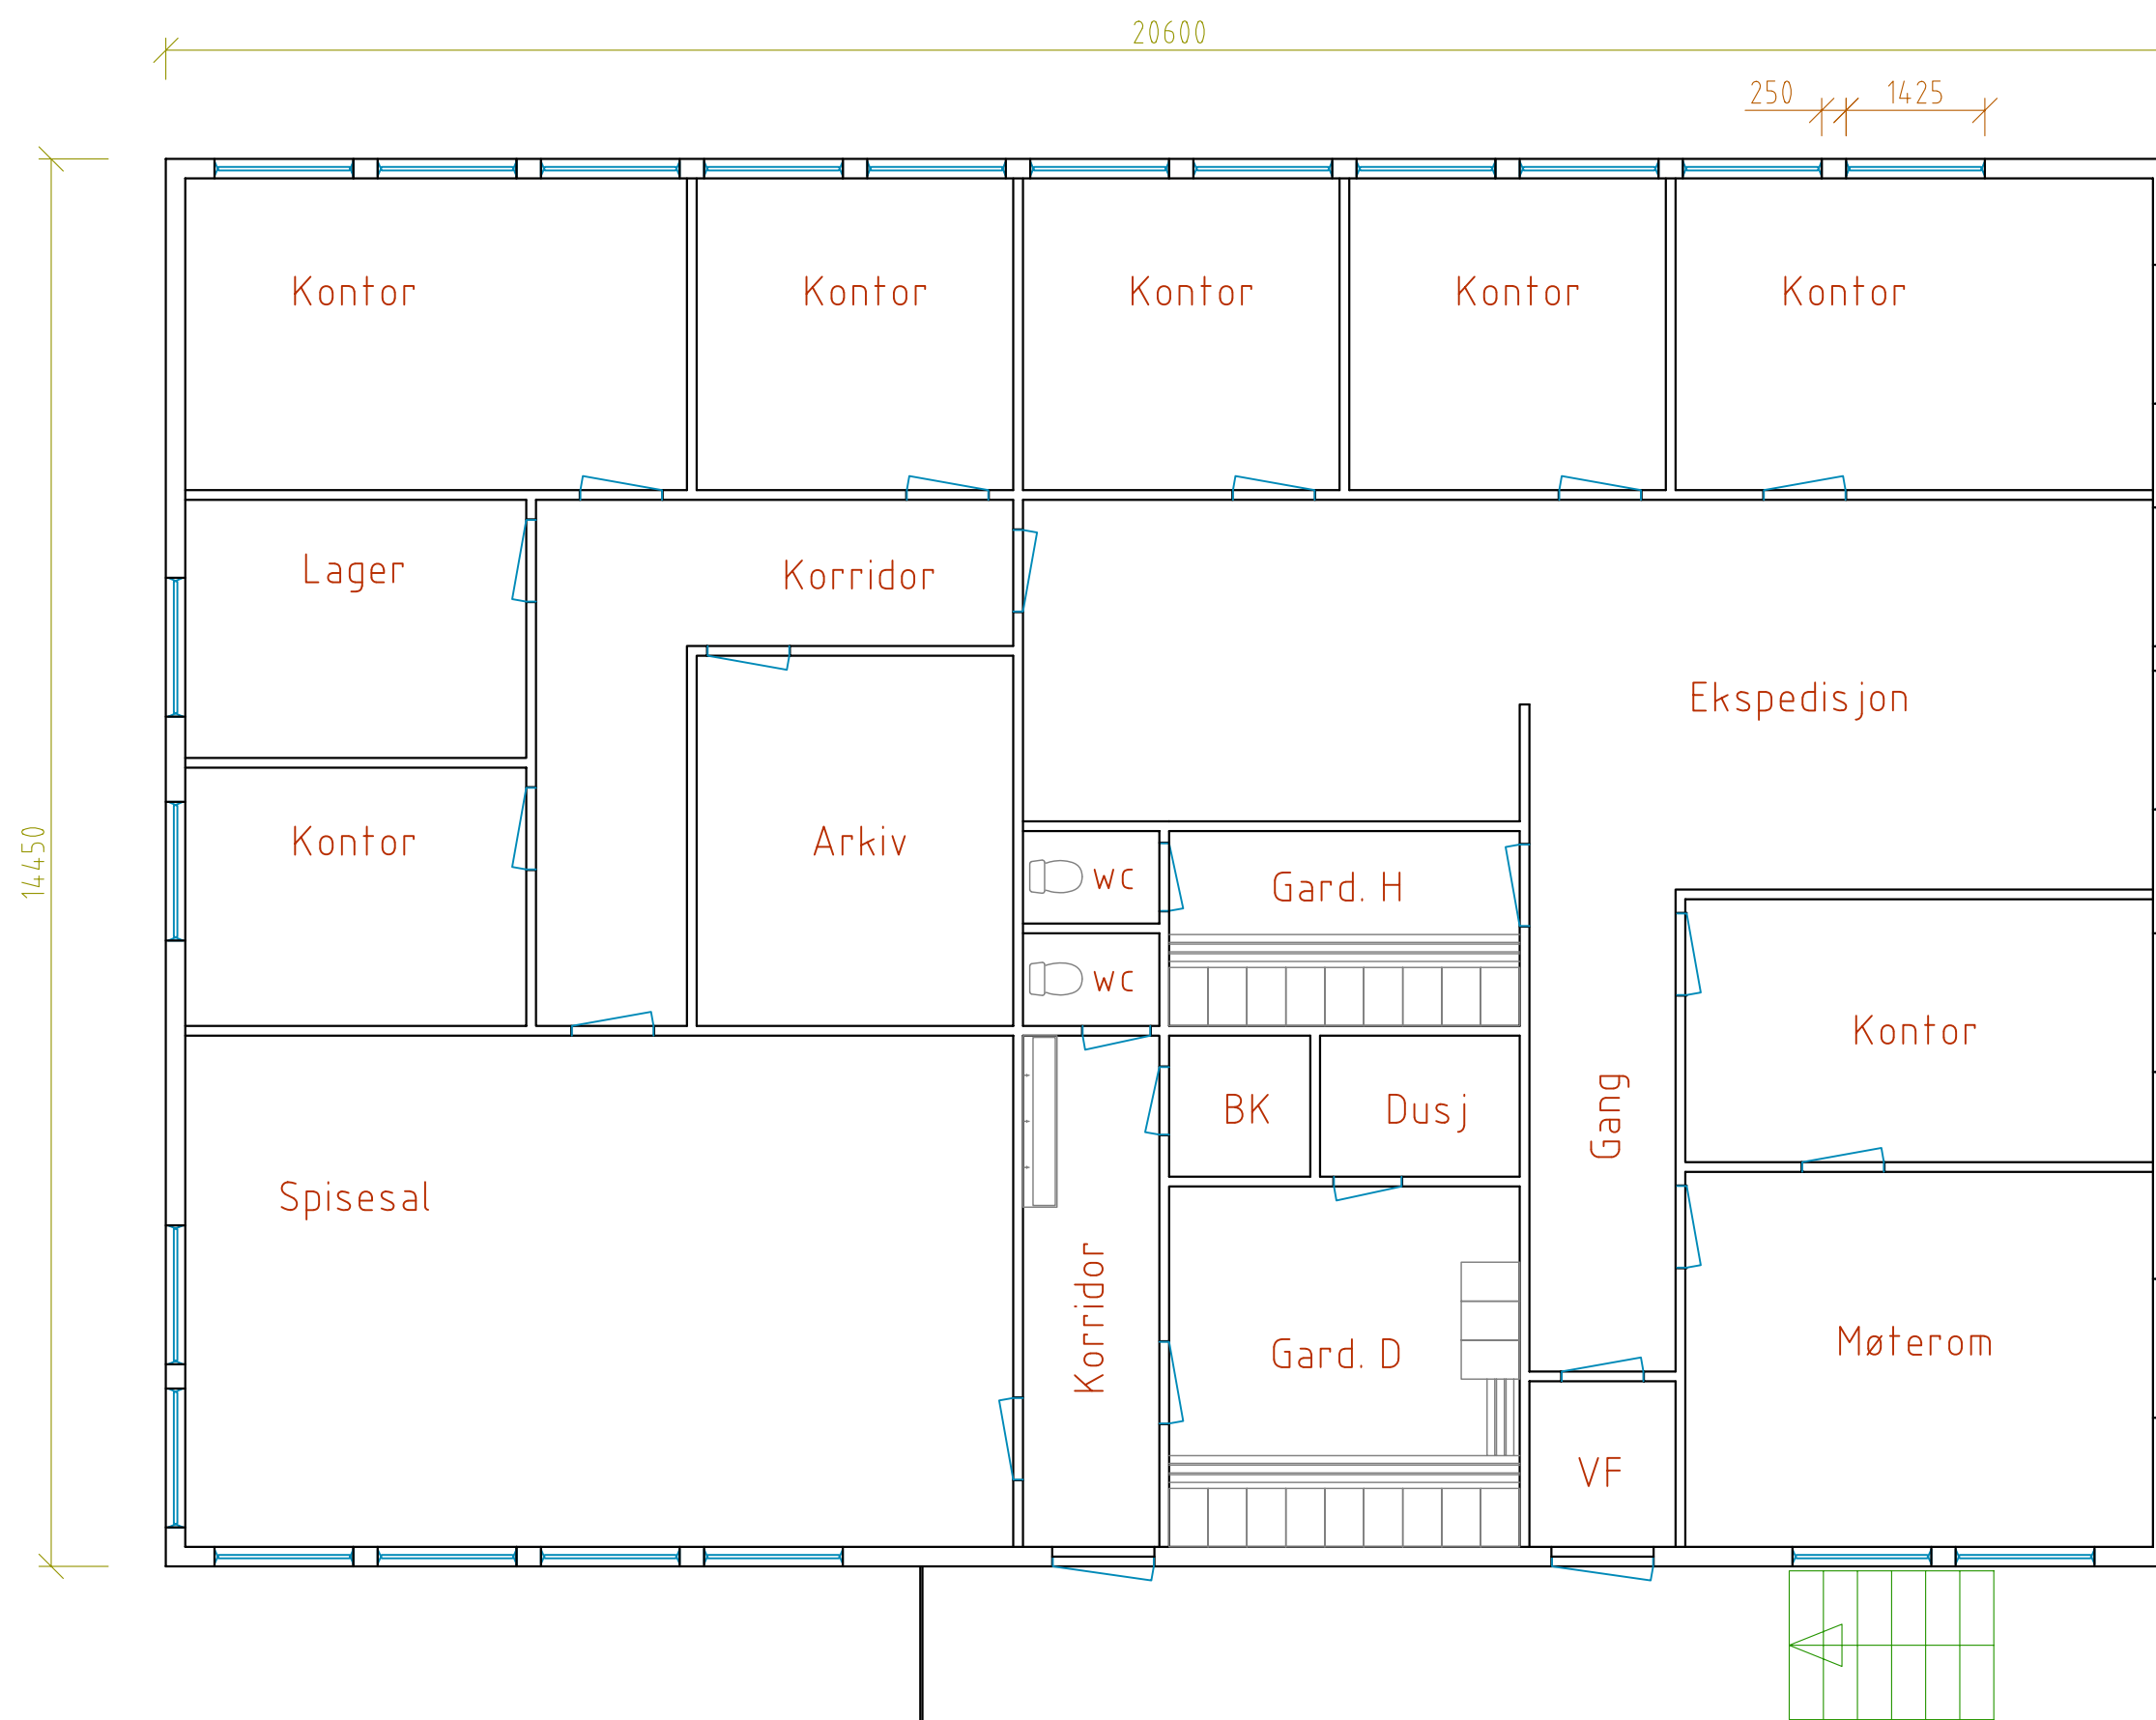 20600
250
1425
Kontor
Kontor
Kontor
Kontor
Kontor
Lager
Korridor
Ekspedisjon
14450
Kontor
Arkiv
WC
Gard. H
WC
Kontor
BK
Dusj
Gang
Spisesal
Korridor
Gard. D
Møterom
VF